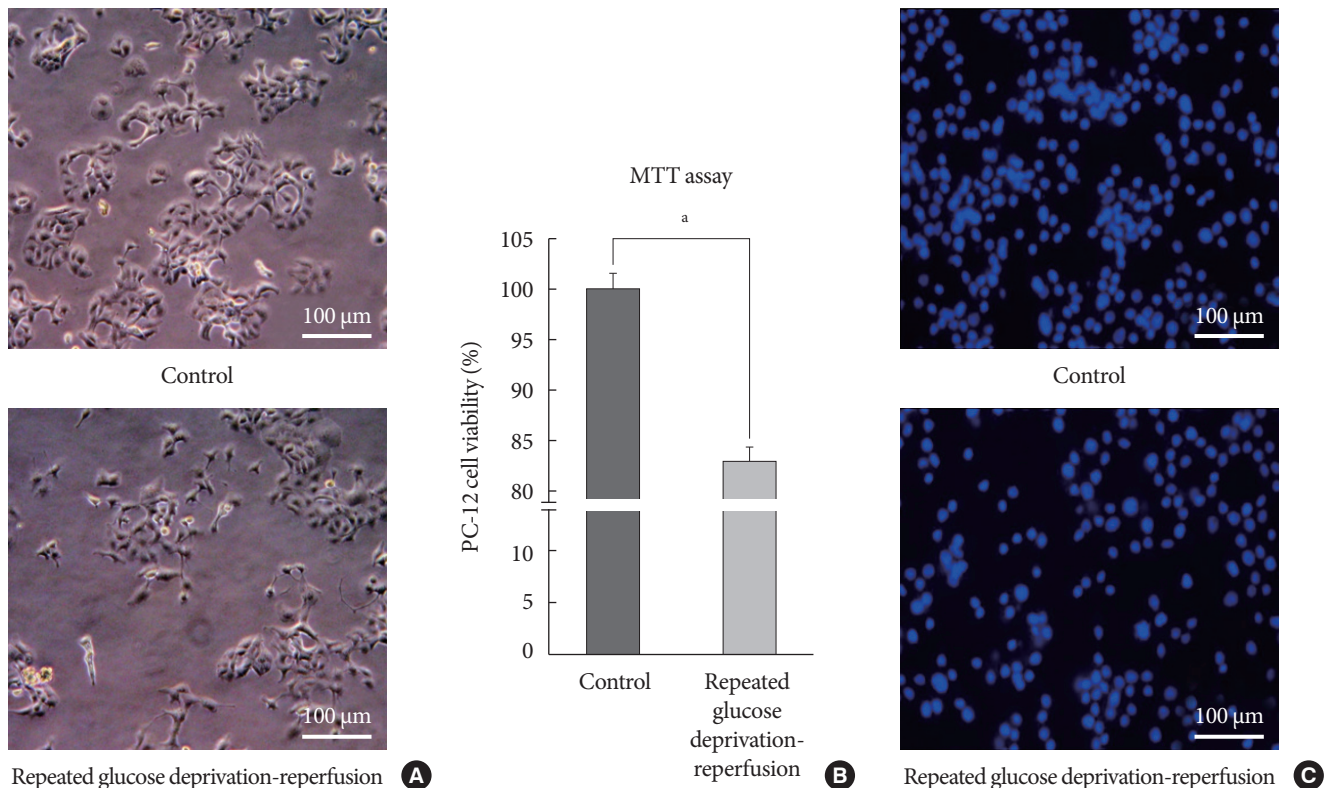 100 µm
Control
100 µm
Repeated glucose deprivation-reperfusion
A
MTT assay
a
PC-12 cell viability (%)
105
100
95
90
85
80
10
5
0
Control
Repeated
glucose
deprivation-
reperfusion
B
100 µm
Control
100 µm
Repeated glucose deprivation-reperfusion
C